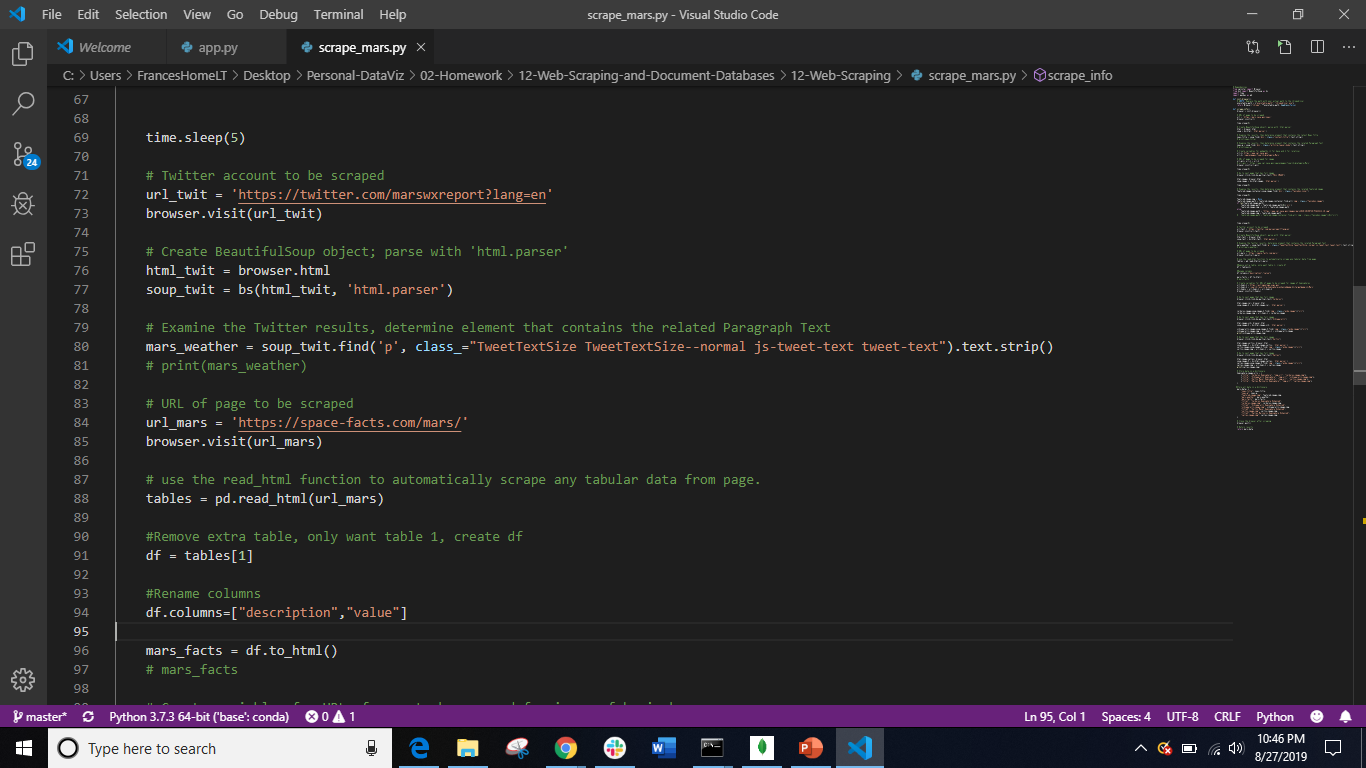 File Edit Selection View Go Debug Terminal Help scrape_mars.py - Visual Studio Code
Welcome app.py scrape_mars.py
C: > Users > FrancesHomeLT > Desktop > Personal-DataViz > 02-Homework > 12-Web-Scraping-and-Document-Databases > 12-Web-Scraping > scrape_mars.py > scrape_info
67
68
69 time.sleep(5)
70
71 # Twitter account to be scraped
72 url_twit = 'https://twitter.com/marswxreport?lang=en'
73 browser.visit(url_twit)
74
75 # Create BeautifulSoup object; parse with 'html.parser'
76 html_twit = browser.html
77 soup_twit = bs(html_twit, 'html.parser')
78
79 # Examine the Twitter results, determine element that contains the related Paragraph Text
80 mars_weather = soup_twit.find('p', class_="TweetTextSize TweetTextSize--normal js-tweet-text tweet-text").text.strip()
81 # print(mars_weather)
82
83 # URL of page to be scraped
84 url_mars = 'https://space-facts.com/mars/'
85 browser.visit(url_mars)
86
87 # use the read_html function to automatically scrape any tabular data from page.
88 tables = pd.read_html(url_mars)
89
90 #Remove extra table, only want table 1, create df
91 df = tables[1]
92
93 #Rename columns
94 df.columns=["description","value"]
95
96 mars_facts = df.to_html()
97 # mars_facts
98
24
master* Python 3.7.3 64-bit ('base': conda) 0 1 Ln 95, Col 1 Spaces: 4 UTF-8 CRLF Python
Type here to search
10:46 PM
8/27/2019